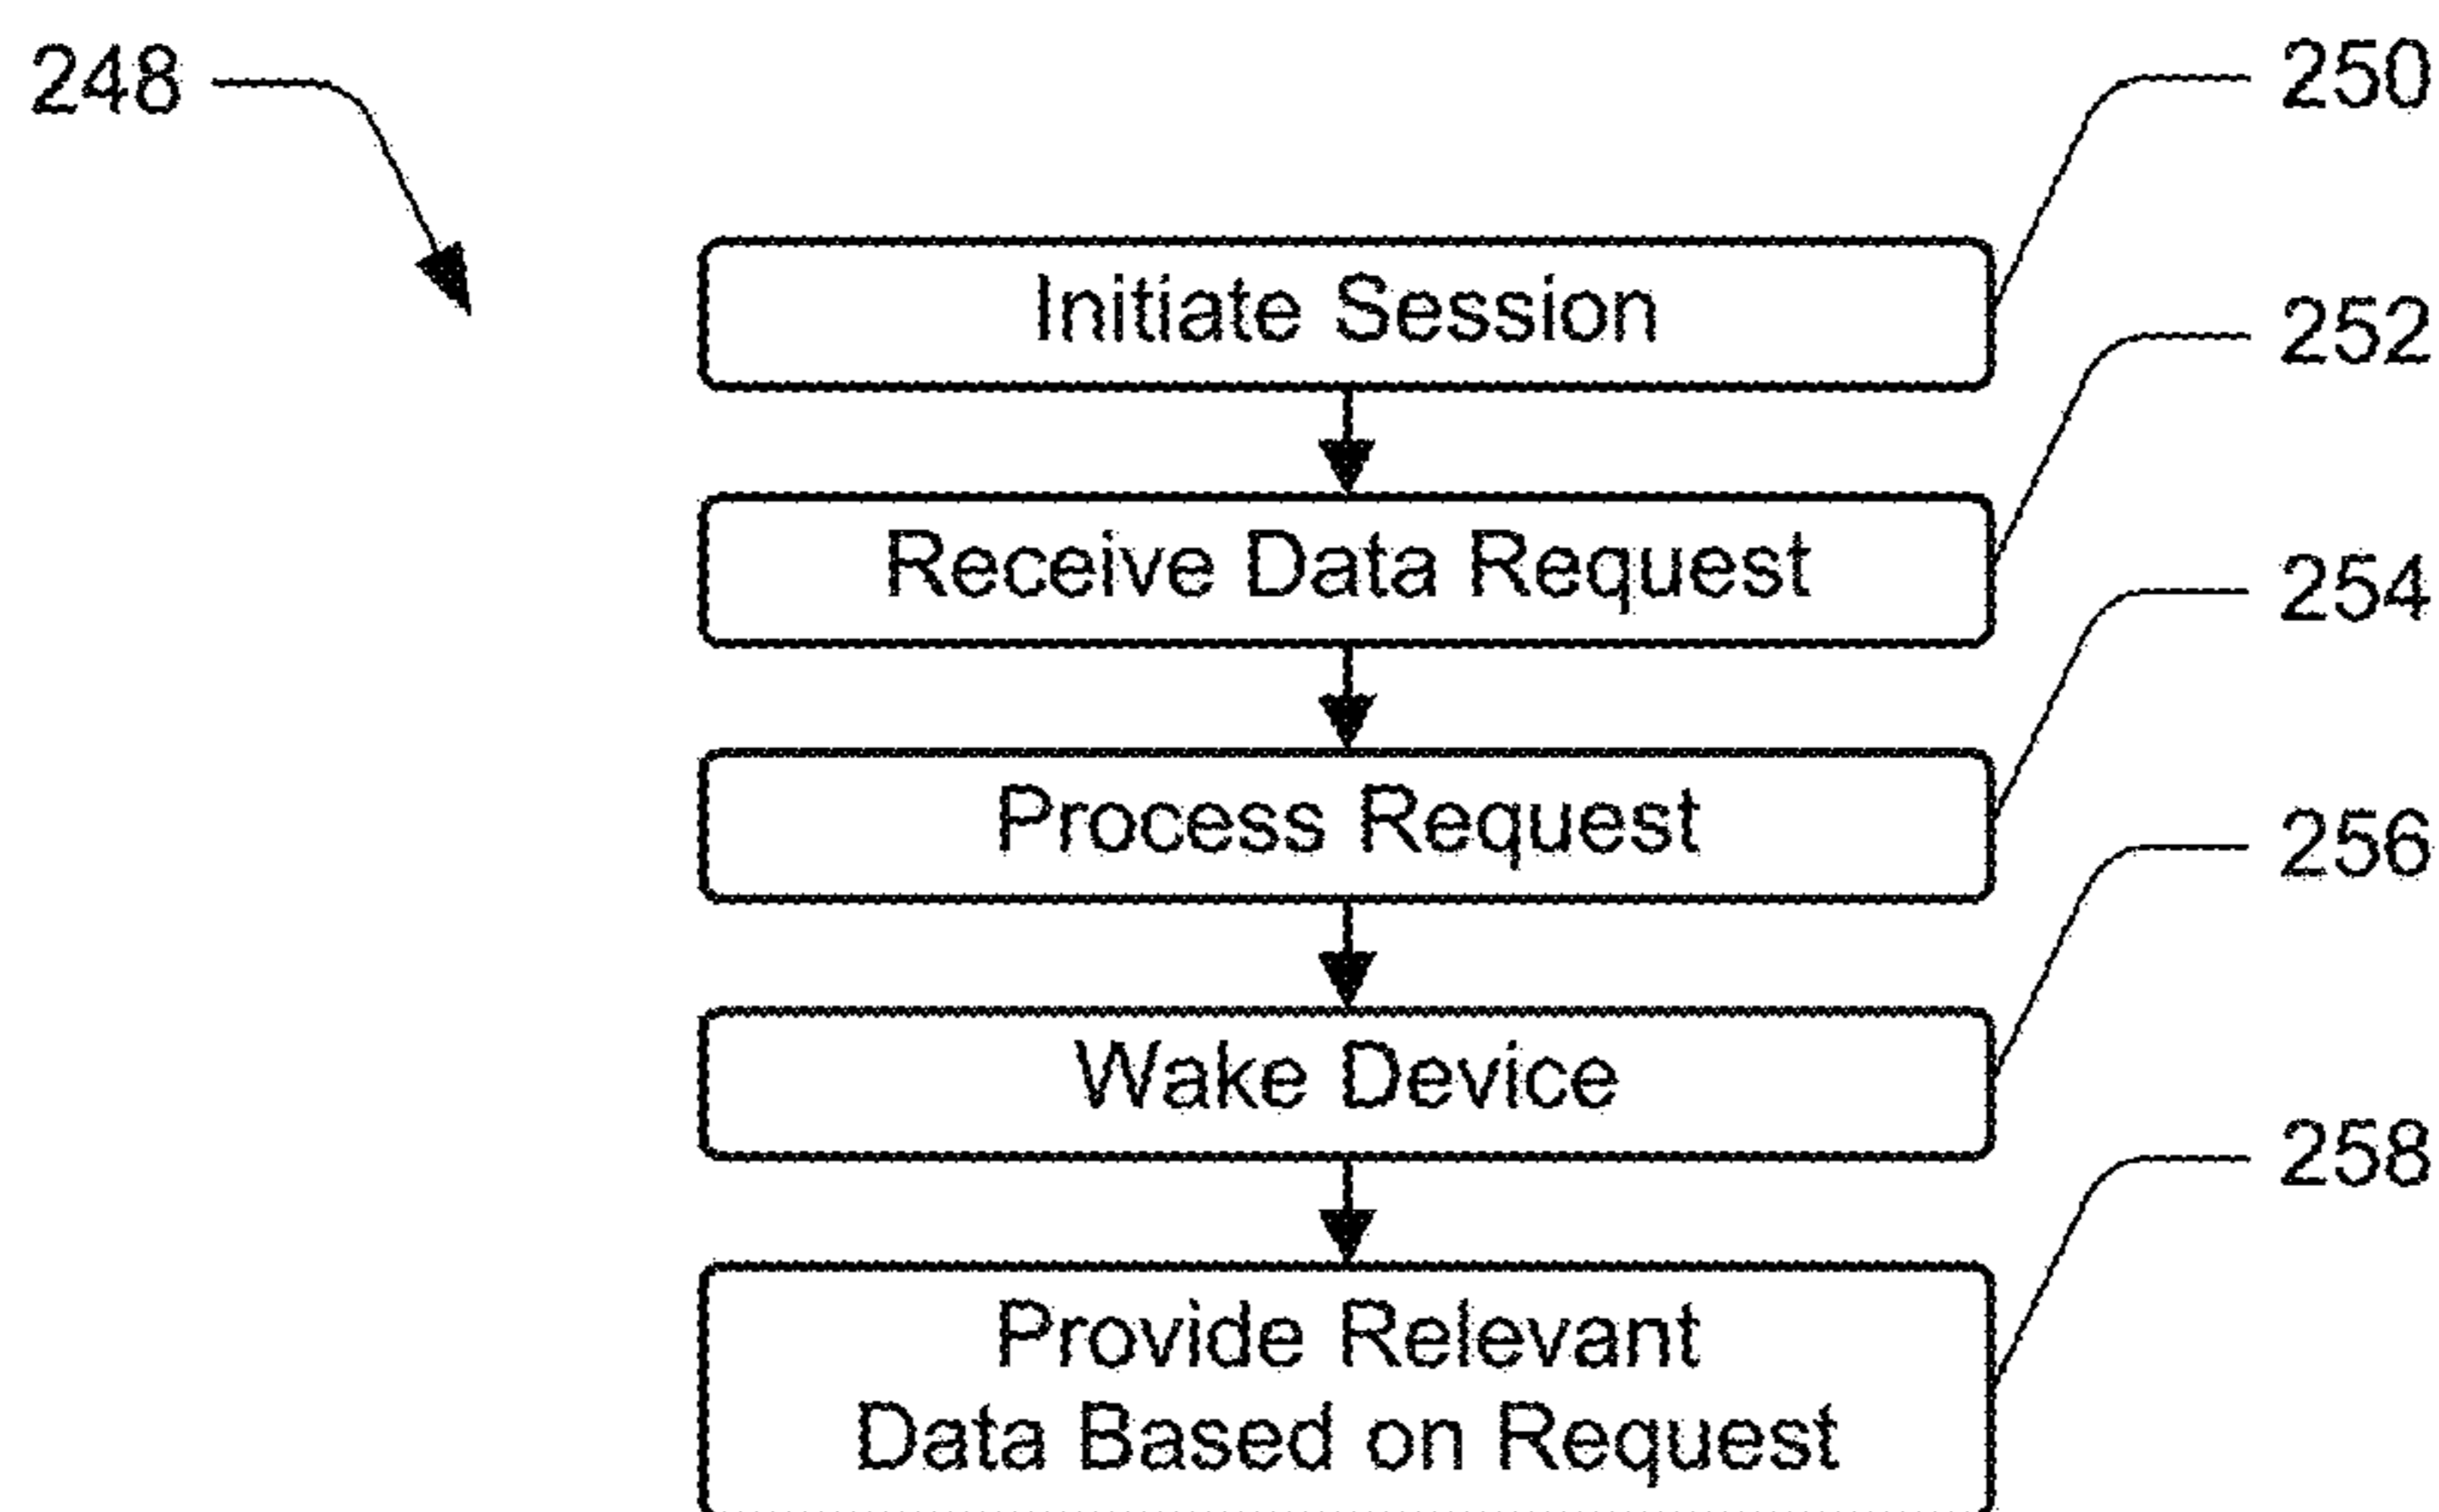 248
250
Initiate Session
252
Receive Data Request
254
Process Request
256
Wake Device
258
Provide Relevant
Data Based on Request